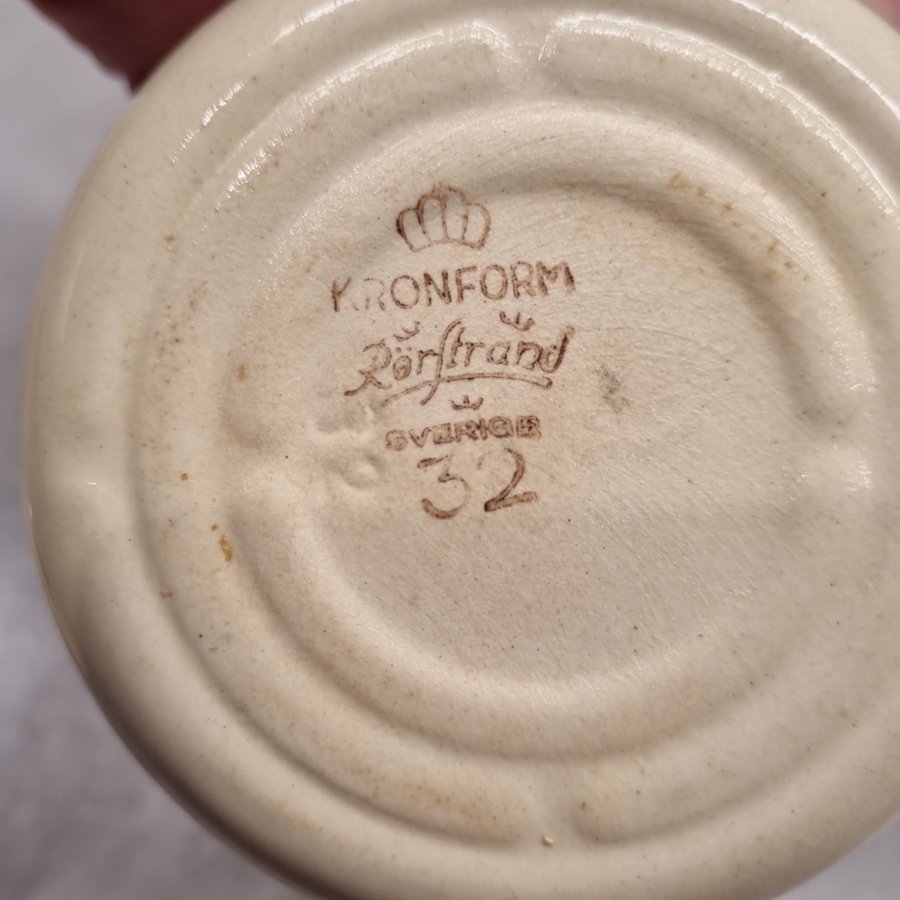 KRONFORM
Rörstrand
SVERIGE
32